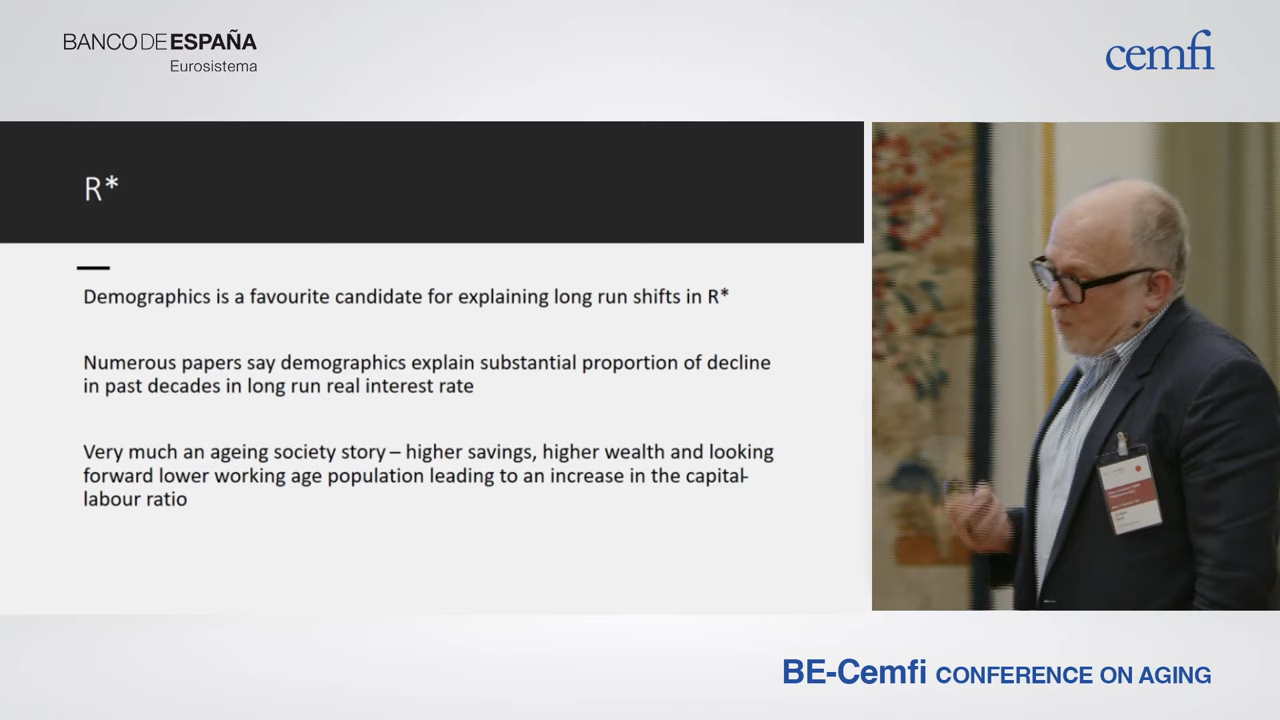 BANCO DE ESPAÑA
Eurosistema
cemfi
R*
Demographics is a favourite candidate for explaining long run shifts in R*
Numerous papers say demographics explain substantial proportion of decline
in past decades in long run real interest rate
Very much an ageing society story – higher savings, higher wealth and looking
forward lower working age population leading to an increase in the capital-
labour ratio
BE-Cemfi CONFERENCE ON AGING